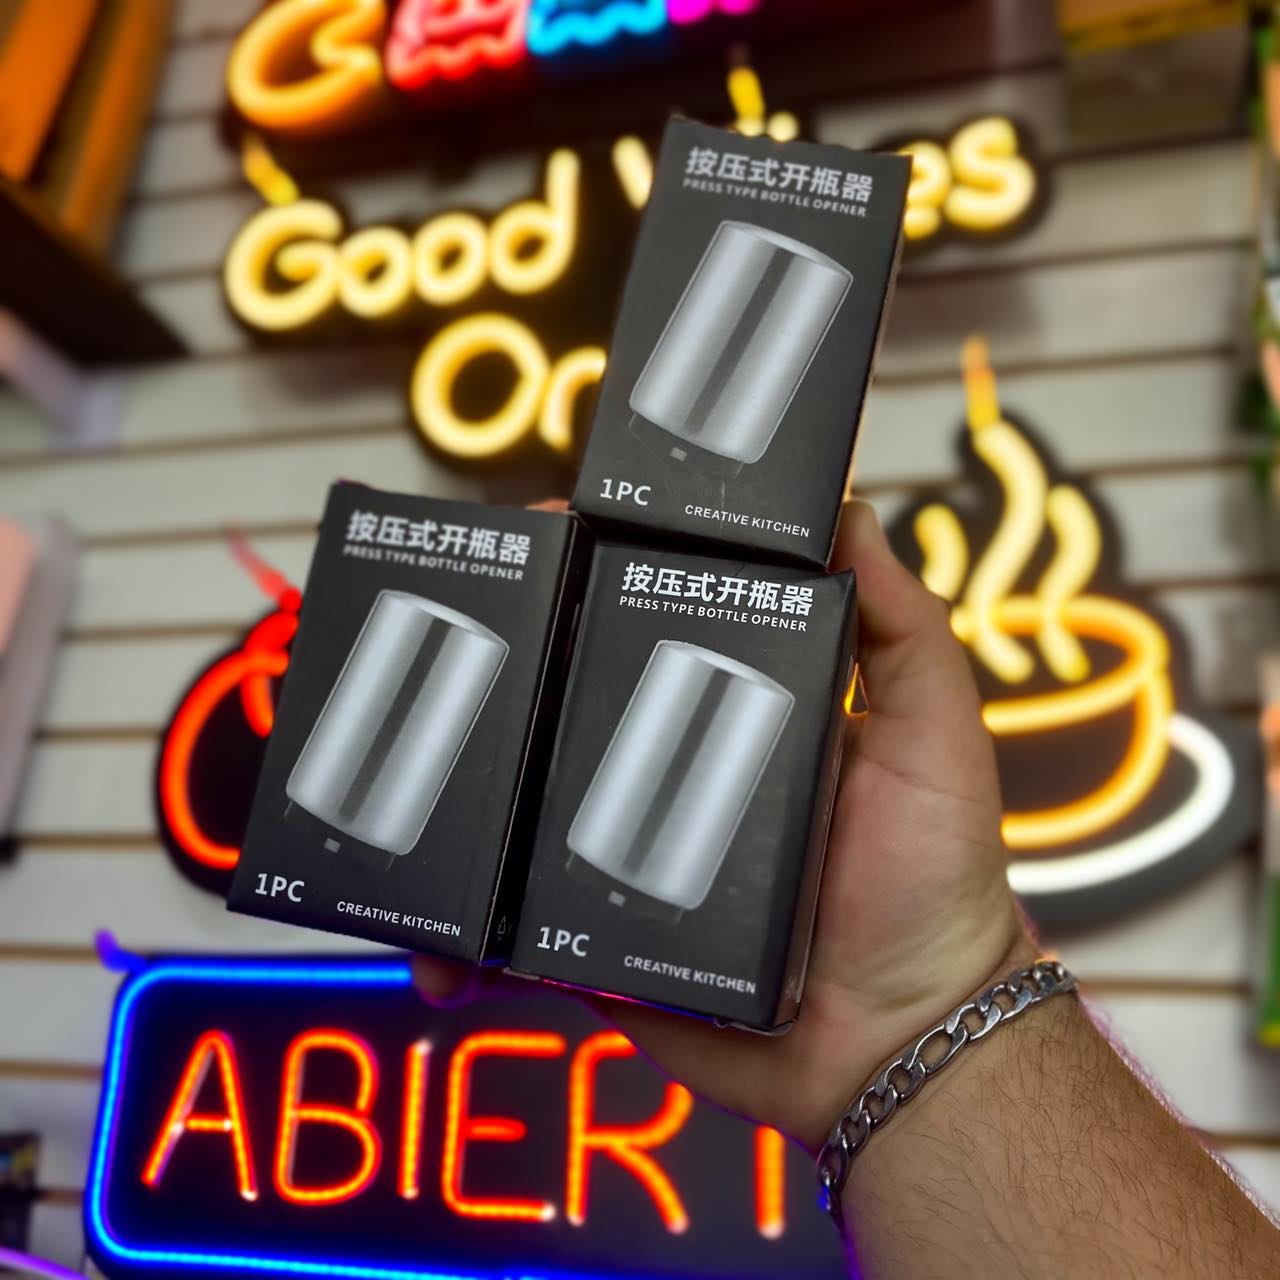 Good
按压式开瓶器
PRESS TYPE BOTTLE OPENER
1PC
CREATIVE KITCHEN
按压式开瓶器
PRESS TYPE BOTTLE OPENER
1PC
CREATIVE KITCHEN
按压式开瓶器
PRESS TYPE BOTTLE OPENER
1PC
CREATIVE KITCHEN
ABIERT